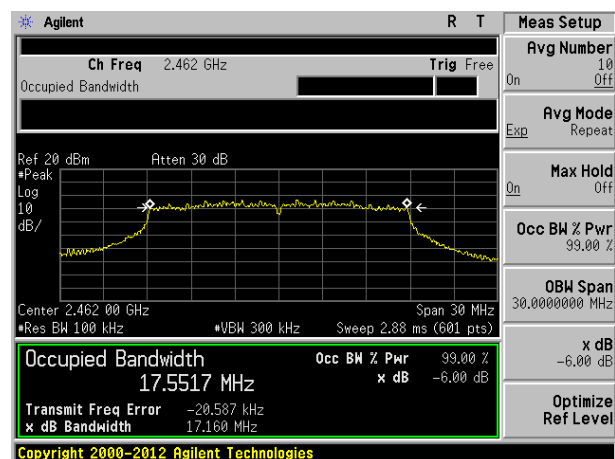 Agilent R T Meas Setup
Ch Freq 2.462 GHz Trig Free
Occupied Bandwidth
Ref 20 dBm Atten 30 dB
#Peak
Log
10
dB/
Center 2.462 00 GHz Span 30 MHz
#Res BW 100 kHz #VBW 300 kHz Sweep 2.88 ms (601 pts)
Occupied Bandwidth Occ BW % Pwr 99.00 %
17.5517 MHz x dB -6.00 dB
Transmit Freq Error -20.587 kHz
x dB Bandwidth 17.160 MHz
Copyright 2000-2012 Agilent Technologies
Avg Number
10
On Off
Avg Mode
Exp Repeat
Max Hold
On Off
Occ BW % Pwr
99.00 %
OBW Span
30.0000000 MHz
x dB
-6.00 dB
Optimize
Ref Level